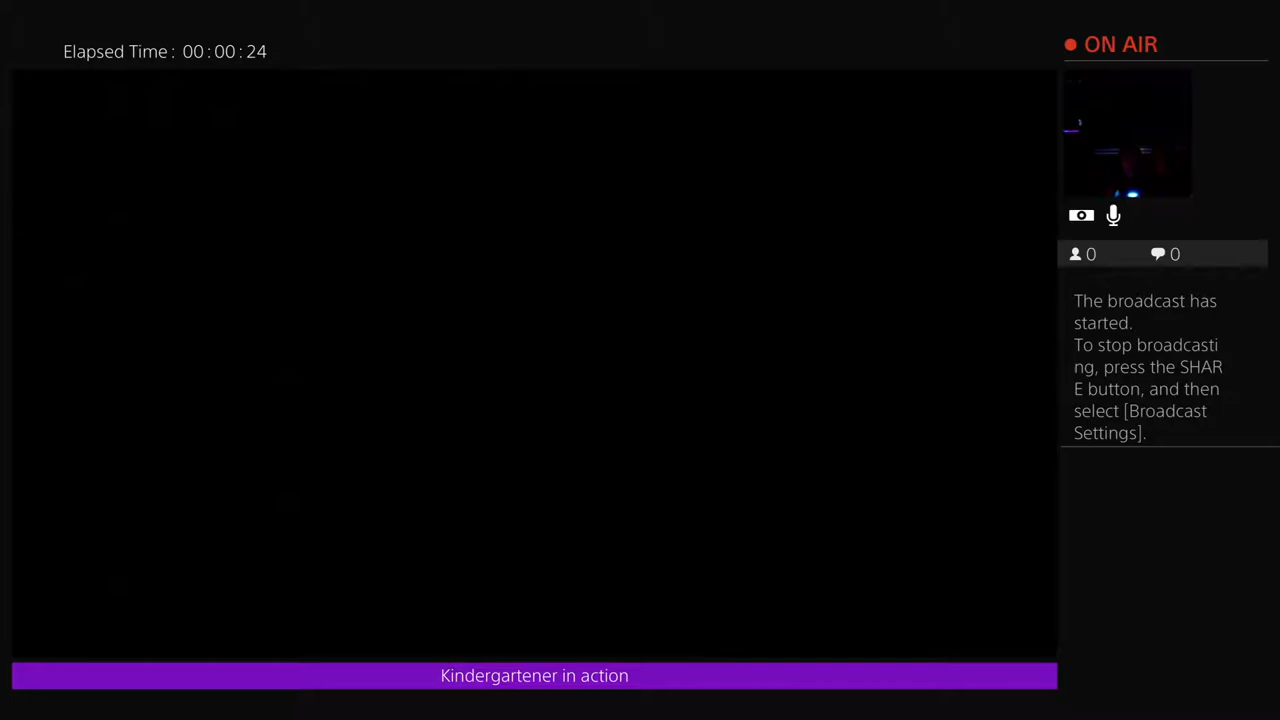 Elapsed Time: 00:00:24
ON AIR
0 0
The broadcast has
started.
To stop broadcasti
ng, press the SHAR
E button, and then
select [Broadcast
Settings].
Kindergartener in action